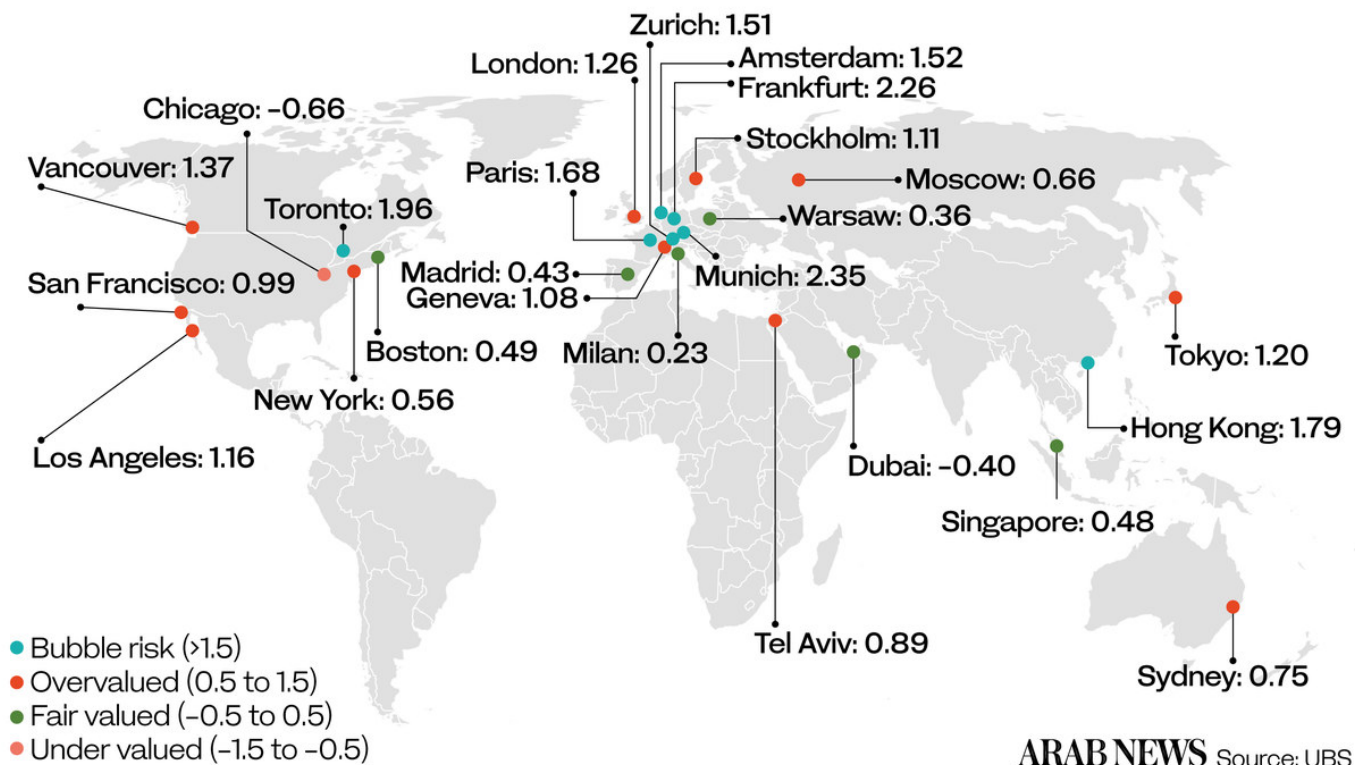 Zurich: 1.51
London: 1.26
Amsterdam: 1.52
Frankfurt: 2.26
Chicago: –0.66
Stockholm: 1.11
Vancouver: 1.37
Paris: 1.68
Moscow: 0.66
Toronto: 1.96
Warsaw: 0.36
San Francisco: 0.99
Madrid: 0.43
Munich: 2.35
Geneva: 1.08
Boston: 0.49
Milan: 0.23
Tokyo: 1.20
New York: 0.56
Hong Kong: 1.79
Los Angeles: 1.16
Dubai: –0.40
Singapore: 0.48
Tel Aviv: 0.89
Sydney: 0.75
Bubble risk (>1.5)
Overvalued (0.5 to 1.5)
Fair valued (–0.5 to 0.5)
Under valued (–1.5 to –0.5)
ARAB NEWS Source: UBS